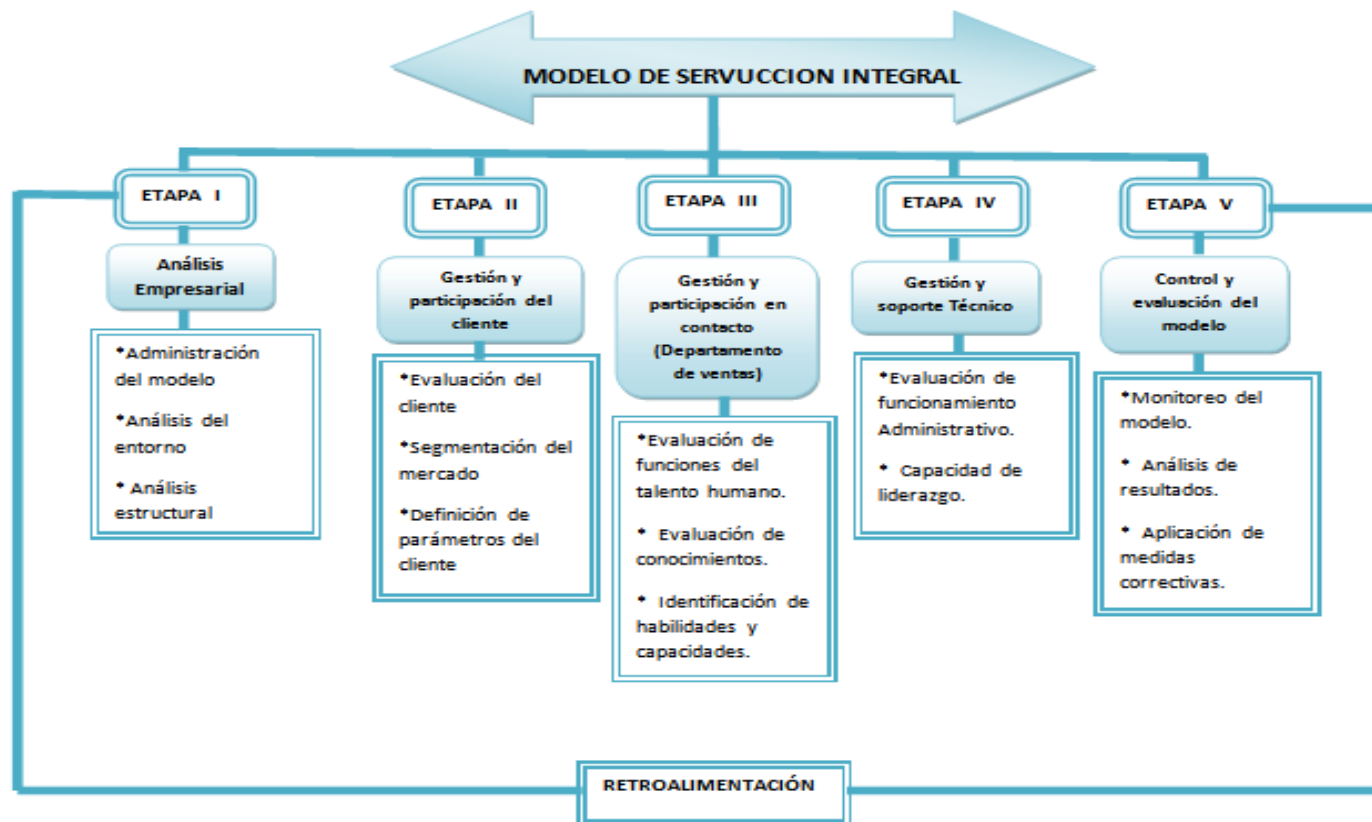 MODELO DE SERVUCCION INTEGRAL
ETAPA I
Análisis
Empresarial
*Administración
del modelo
*Análisis del
entorno
* Análisis
estructural
ETAPA II
Gestión y
participación del
cliente
*Evaluación del
cliente
*Segmentación del
mercado
*Definición de
parámetros del
cliente
ETAPA III
Gestión y
participación en
contacto
(Departamento
de ventas)
*Evaluación de
funciones del
talento humano.
* Evaluación de
conocimientos.
* Identificación de
habilidades y
capacidades.
ETAPA IV
Gestión y
soporte Técnico
*Evaluación de
funcionamiento
Administrativo.
* Capacidad de
liderazgo.
ETAPA V
Control y
evaluación del
modelo
*Monitoreo del
modelo.
* Análisis de
resultados.
* Aplicación de
medidas
correctivas.
RETROALIMENTACIÓN